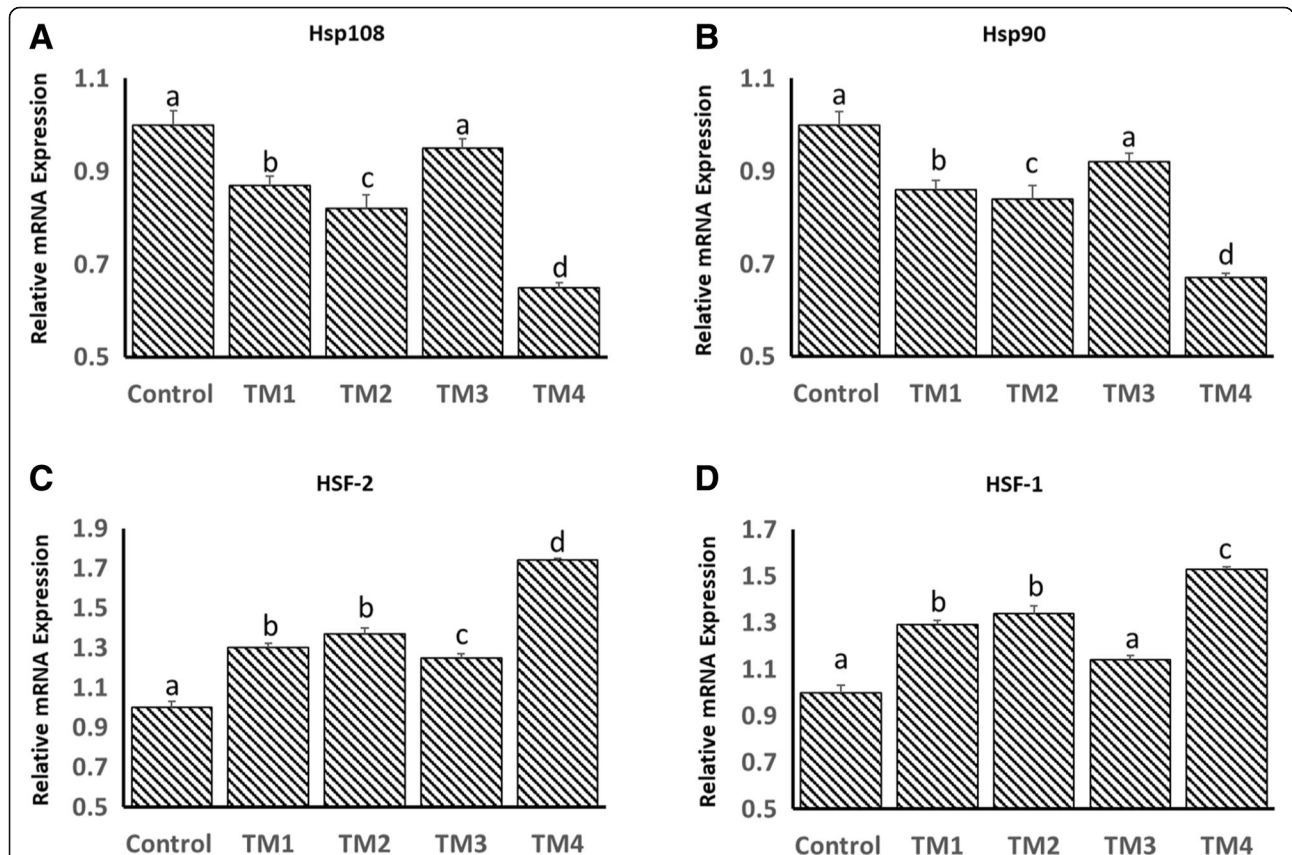 A
Hsp108
Relative mRNA Expression
1.1
0.9
0.7
0.5
a
b
c
a
d
Control TM1 TM2 TM3 TM4
B
Hsp90
Relative mRNA Expression
1.1
0.9
0.7
0.5
a
b
c
a
d
Control TM1 TM2 TM3 TM4
C
HSF-2
Relative mRNA Expression
1.9
1.7
1.5
1.3
1.1
0.9
0.7
0.5
a
b
b
c
d
Control TM1 TM2 TM3 TM4
D
HSF-1
Relative mRNA Expression
1.7
1.5
1.3
1.1
0.9
0.7
0.5
a
b
b
a
c
Control TM1 TM2 TM3 TM4